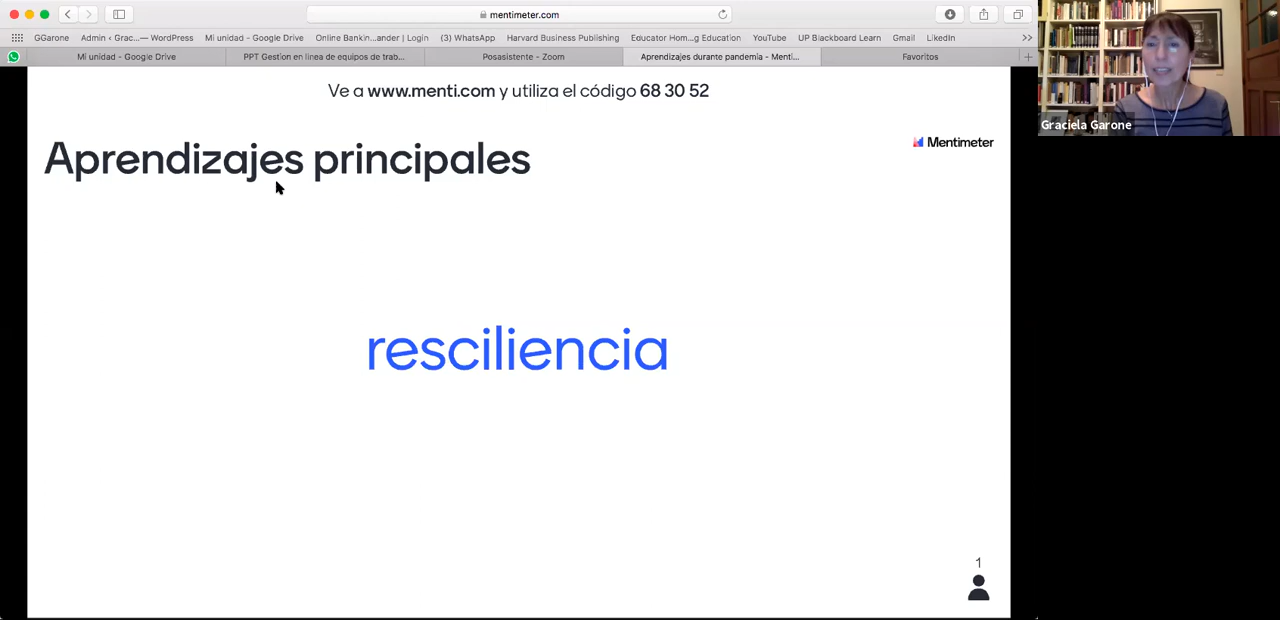 mentimeter.com
GGarone Admin ‹ Grac...— WordPress Mi unidad - Google Drive Online Bankin...ander | Login (3) WhatsApp Harvard Business Publishing Educator Hom...g Education YouTube UP Blackboard Learn Gmail LikedIn >>
Mi unidad - Google Drive PPT Gestion en linea de equipos de trab... Posasistente - Zoom Aprendizajes durante pandemia - Menti... Favoritos +
Ve a www.menti.com y utiliza el código 68 30 52
Graciela Garone
Mentimeter
Aprendizajes principales
resciliencia
1